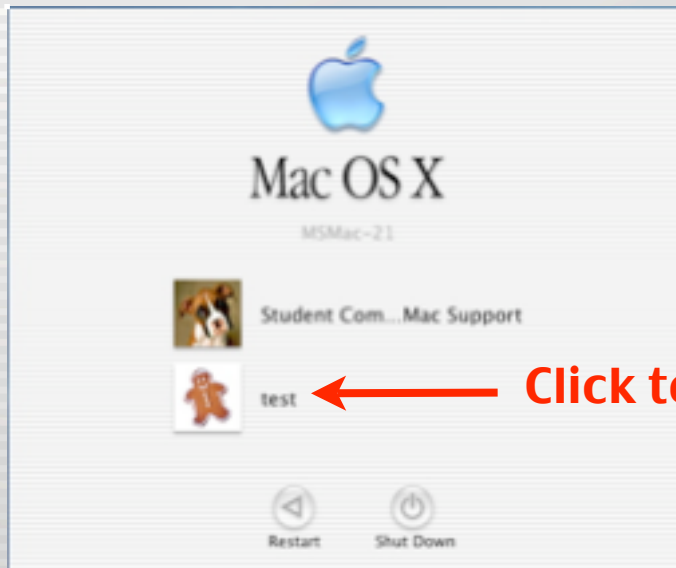 Mac OS X
MSMac-21
Student Com...Mac Support
test
Click
Restart
Shut Down